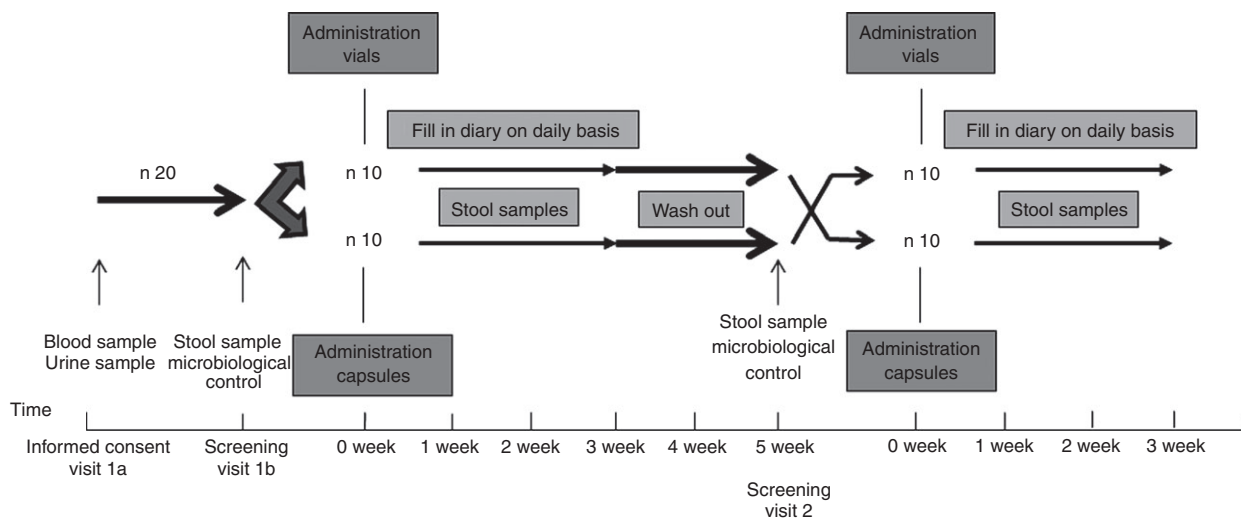 Administration
vials
Administration
vials
Fill in diary on daily basis
Fill in diary on daily basis
n 20
n 10
n 10
Stool samples
Wash out
Stool samples
n 10
n 10
Blood sample
Urine sample
Stool sample
microbiological
control
Administration
capsules
Stool sample
microbiological
control
Administration
capsules
Time
Informed consent
visit 1a
Screening
visit 1b
0 week
1 week
2 week
3 week
4 week
5 week
0 week
1 week
2 week
3 week
Screening
visit 2